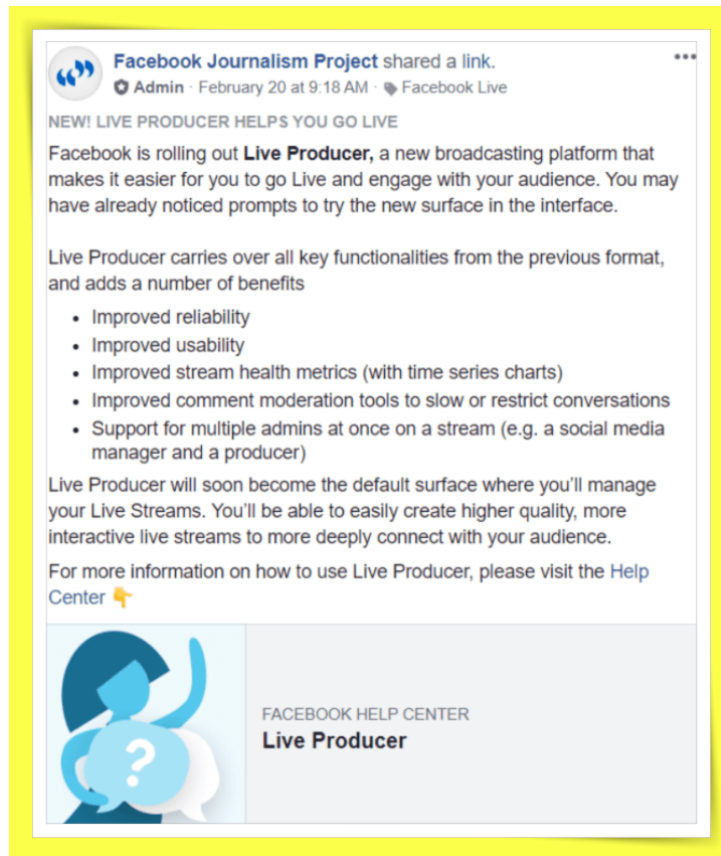 Facebook Journalism Project shared a link.
Admin · February 20 at 9:18 AM · Facebook Live
NEW! LIVE PRODUCER HELPS YOU GO LIVE
Facebook is rolling out Live Producer, a new broadcasting platform that
makes it easier for you to go Live and engage with your audience. You may
have already noticed prompts to try the new surface in the interface.
Live Producer carries over all key functionalities from the previous format,
and adds a number of benefits
• Improved reliability
• Improved usability
• Improved stream health metrics (with time series charts)
• Improved comment moderation tools to slow or restrict conversations
• Support for multiple admins at once on a stream (e.g. a social media
manager and a producer)
Live Producer will soon become the default surface where you'll manage
your Live Streams. You'll be able to easily create higher quality, more
interactive live streams to more deeply connect with your audience.
For more information on how to use Live Producer, please visit the Help
Center 👇
?
FACEBOOK HELP CENTER
Live Producer